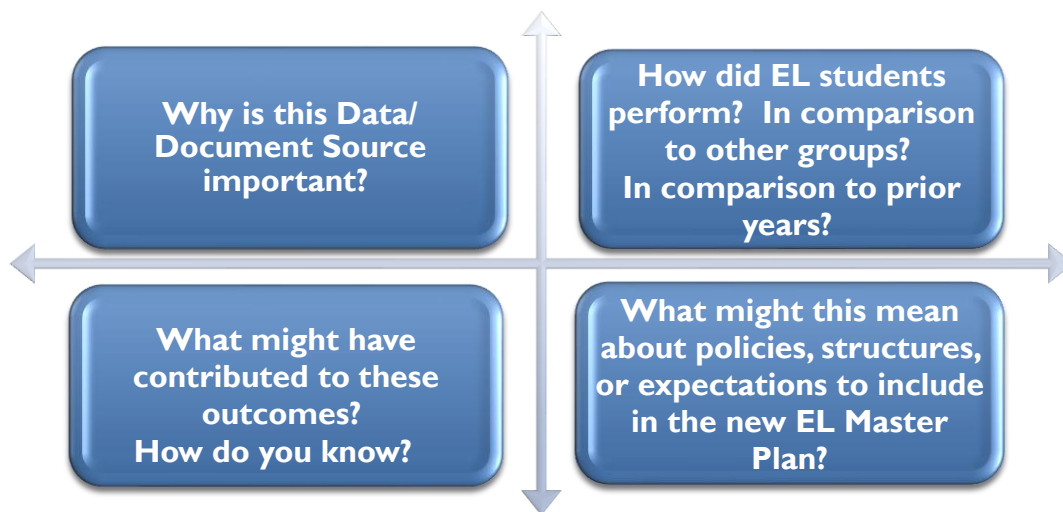 Why is this Data/
Document Source
important?
How did EL students
perform?  In comparison
to other groups?
In comparison to prior
years?
What might have
contributed to these
outcomes?
How do you know?
What might this mean
about policies, structures,
or expectations to include
in the new EL Master
Plan?